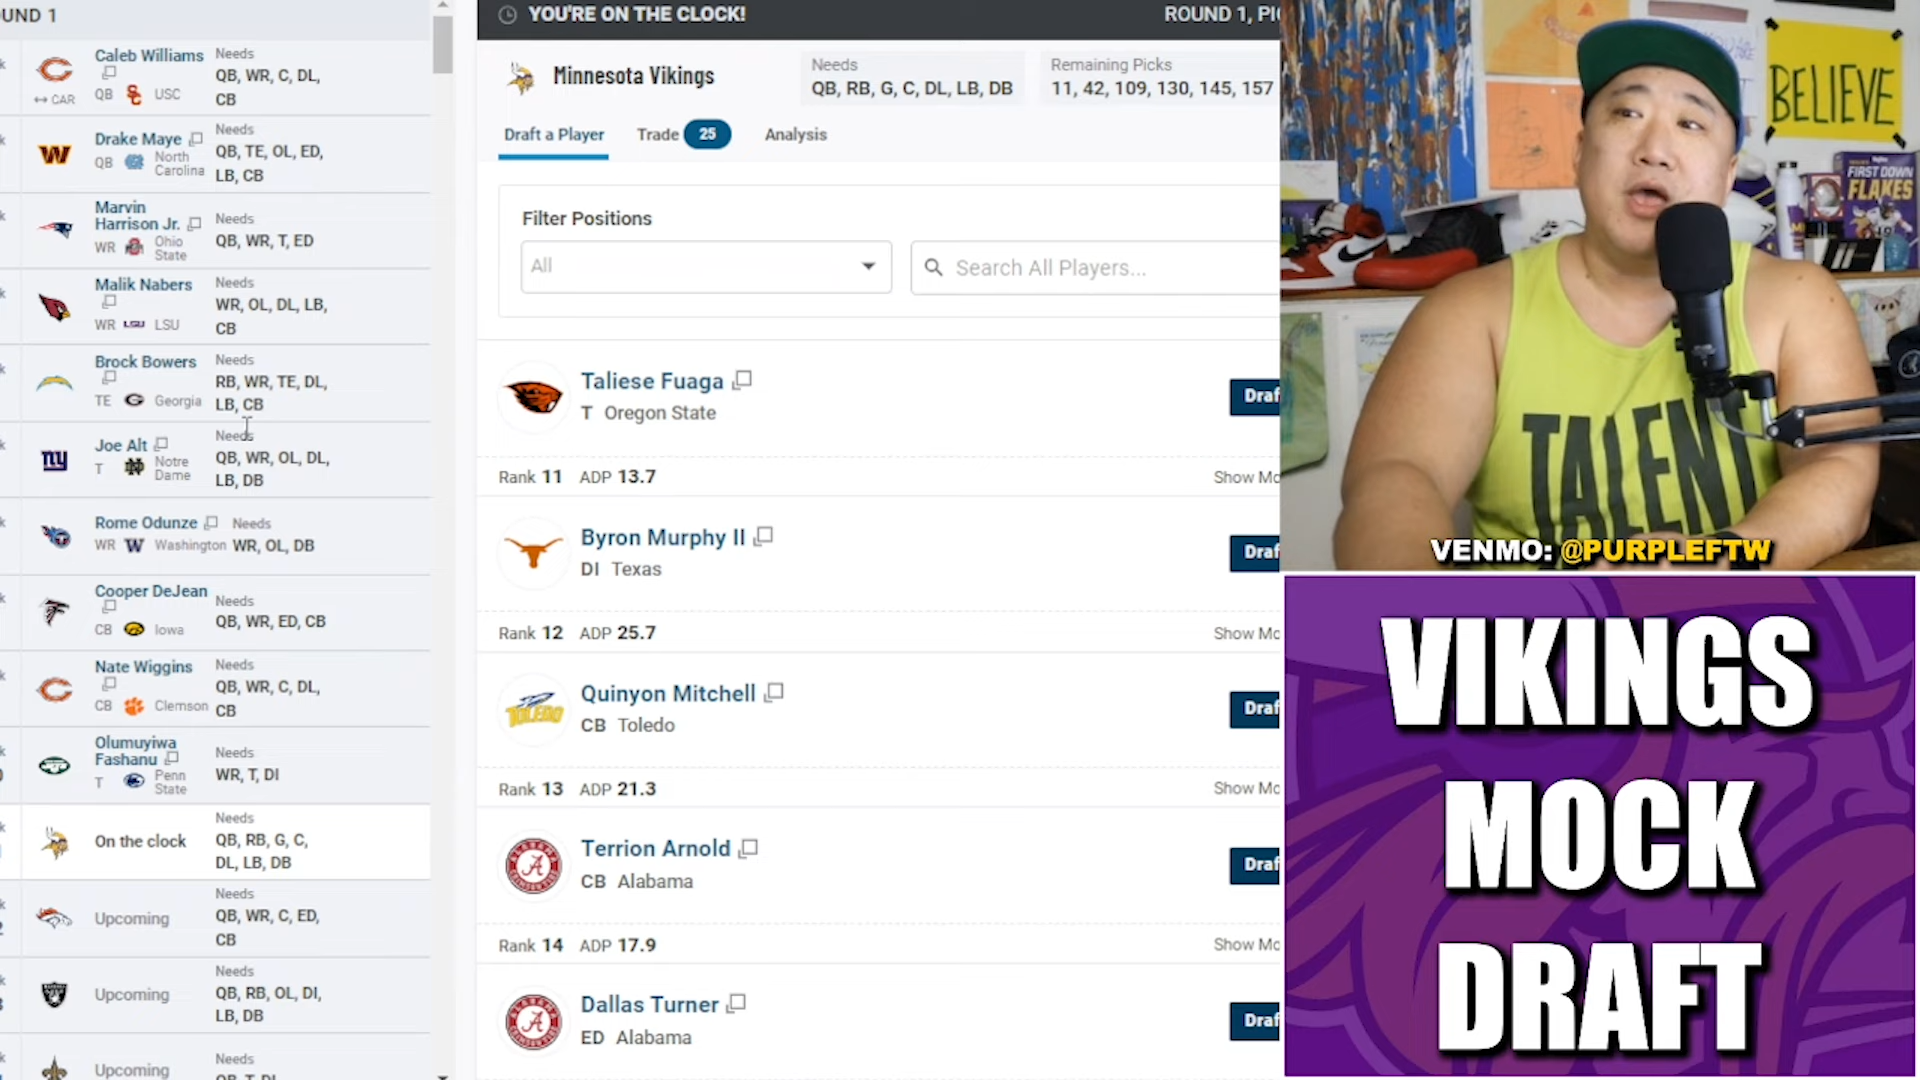 UND 1
Caleb Williams
Needs
QB, WR, C, DL,
CB
↔ CAR
QB
USC
Drake Maye
Needs
QB, TE, OL, ED,
LB, CB
QB
North
Carolina
Marvin
Harrison Jr.
Needs
QB, WR, T, ED
WR
Ohio
State
Malik Nabers
Needs
WR, OL, DL, LB,
CB
WR LSU LSU
Brock Bowers
Needs
RB, WR, TE, DL,
LB, CB
TE G Georgia
Joe Alt
Needs
QB, WR, OL, DL,
LB, DB
ny
T
Notre
Dame
Rome Odunze
Needs
WR W Washington
WR, OL, DB
Cooper DeJean
Needs
QB, WR, ED, CB
CB
Iowa
Nate Wiggins
Needs
QB, WR, C, DL,
CB
CB
Clemson
Olumuyiwa
Fashanu
Needs
WR, T, DI
T
Penn
State
On the clock
Needs
QB, RB, G, C,
DL, LB, DB
Upcoming
Needs
QB, WR, C, ED,
CB
Upcoming
Needs
QB, RB, OL, DI,
LB, DB
Upcoming
Needs
YOU'RE ON THE CLOCK!
ROUND 1, PI
Minnesota Vikings
Needs
QB, RB, G, C, DL, LB, DB
Remaining Picks
11, 42, 109, 130, 145, 157
Draft a Player
Trade 25
Analysis
Filter Positions
All
Search All Players...
Taliese Fuaga
T Oregon State
Draf
Rank 11 ADP 13.7
Show Mo
Byron Murphy II
DI Texas
Draf
Rank 12 ADP 25.7
Show Mo
Quinyon Mitchell
TOLEDO
CB Toledo
Draf
Rank 13 ADP 21.3
Show Mo
Terrion Arnold
CB Alabama
Draf
Rank 14 ADP 17.9
Show Mo
Dallas Turner
ED Alabama
Draf
BELIEVE
FIRST DOWN
FLAKES
TALENT
VENMO: @PURPLEFTW
VIKINGS
MOCK
DRAFT